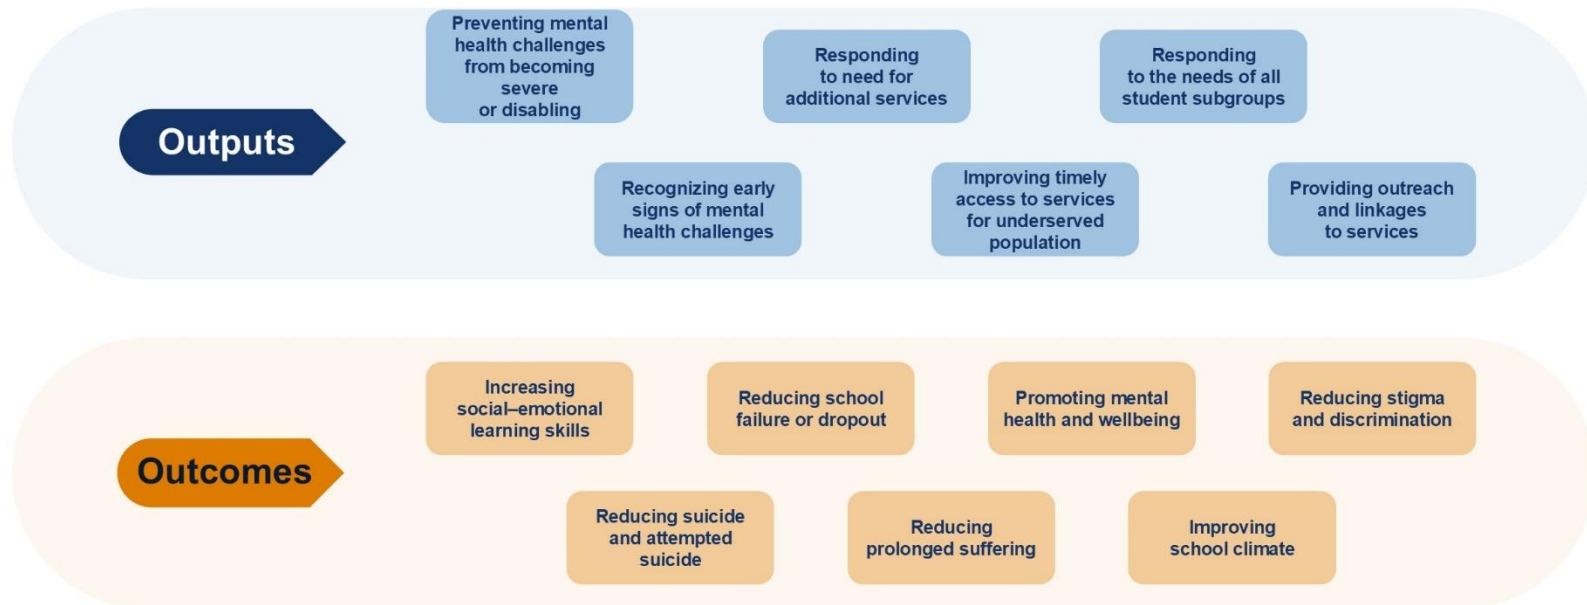 Outputs
Preventing mental
health challenges
from becoming
severe
or disabling
Responding
to need for
additional services
Responding
to the needs of all
student subgroups
Recognizing early
signs of mental
health challenges
Improving timely
access to services
for underserved
population
Providing outreach
and linkages
to services
Outcomes
Increasing
social–emotional
learning skills
Reducing school
failure or dropout
Promoting mental
health and wellbeing
Reducing stigma
and discrimination
Reducing suicide
and attempted
suicide
Reducing
prolonged suffering
Improving
school climate